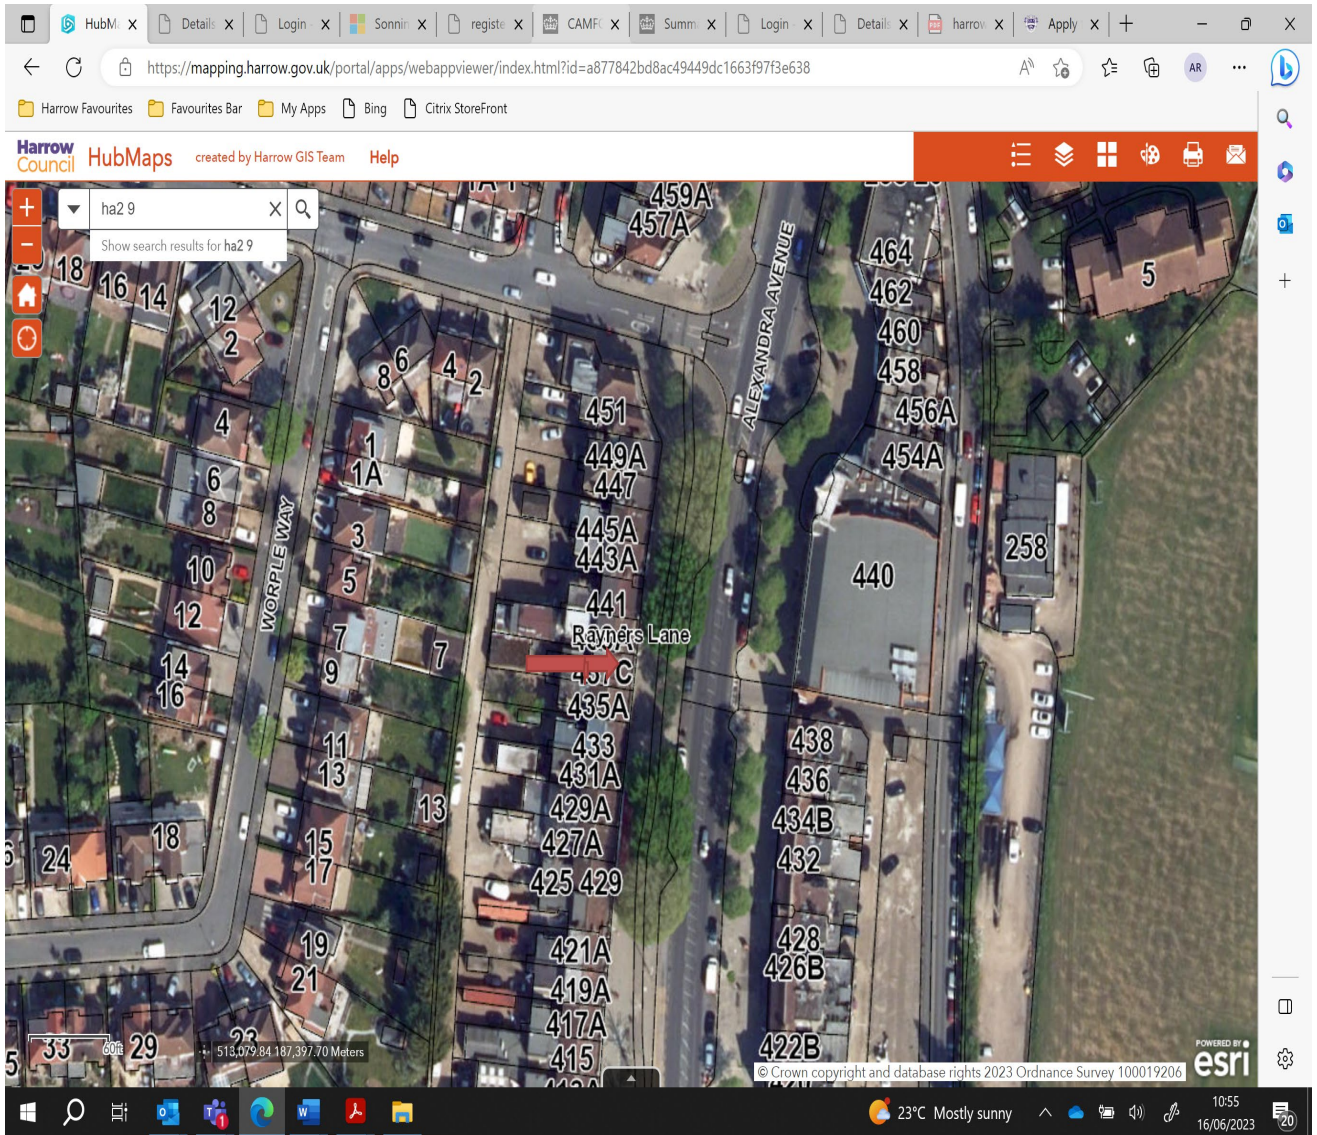 HubM
Details
Login
Sonnin
registe
CAMFO
Summ
Login
Details
harrow
Apply
https://mapping.harrow.gov.uk/portal/apps/webappviewer/index.html?id=a877842bd8ac49449dc1663f97f3e638
AR
Harrow Favourites
Favourites Bar
My Apps
Bing
Citrix StoreFront
Harrow
Council
HubMaps
created by Harrow GIS Team
Help
ha2 9
Show search results for ha2 9
459A
457A
464
462
460
458
456A
454A
5
18
16
14
12
2
8
6
4
2
4
1
1A
6
8
3
5
10
12
7
9
7
14
16
11
13
13
15
17
18
24
19
21
33
29
23
WORPLE WAY
ALEXANDRA AVENUE
451
449A
447
445A
443A
441
Rayners Lane
435A
433
431A
429A
427A
425 429
421A
419A
417A
415
440
258
438
436
434B
432
428
426B
422B
60ft
513,079.84 187,397.70 Meters
POWERED BY
esri
© Crown copyright and database rights 2023 Ordnance Survey 100019206
23°C Mostly sunny
10:55
16/06/2023
20